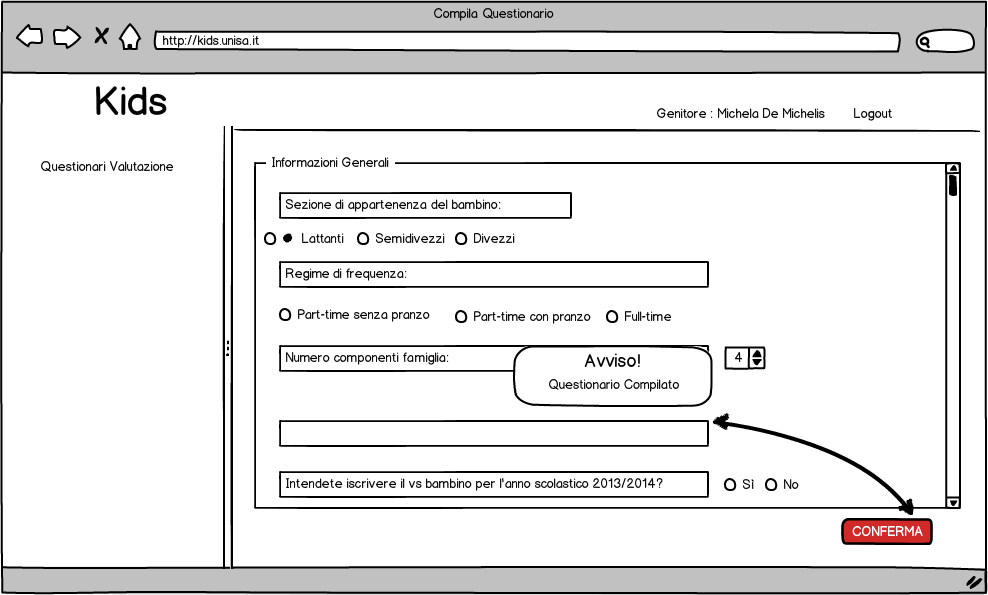 Compila Questionario
http://kids.unisa.it
Kids
Genitore : Michela De Michelis Logout
Questionari Valutazione
Informazioni Generali
Sezione di appartenenza del bambino:
Lattanti Semidivezzi Divezzi
Regime di frequenza:
Part-time senza pranzo Part-time con pranzo Full-time
Numero componenti famiglia: 4
Avviso!
Questionario Compilato
Intendete iscrivere il vs bambino per l'anno scolastico 2013/2014? Sì No
CONFERMA